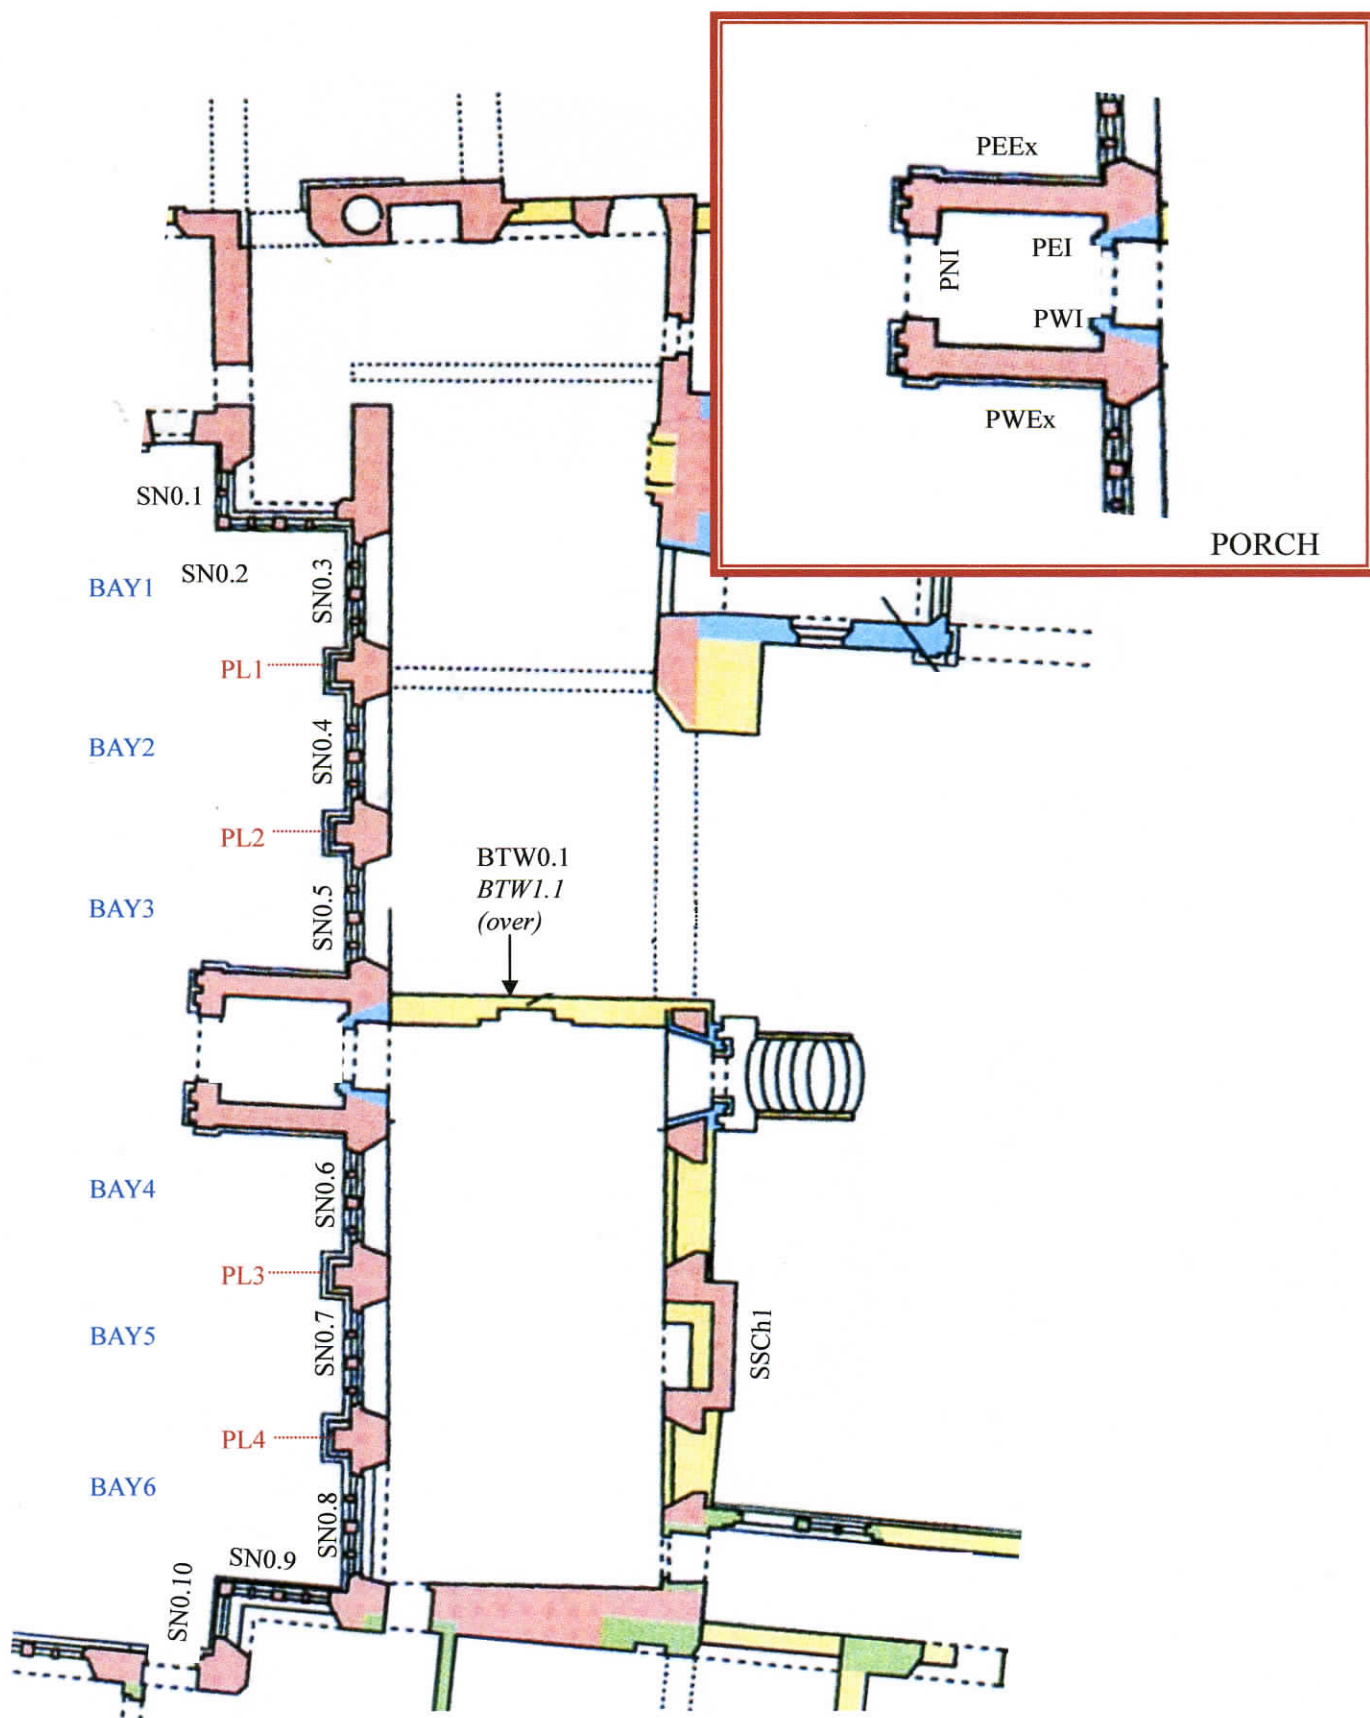 PEEx
PNI
PEI
PWI
PWEx
PORCH
SN0.1
SN0.2
SN0.3
BAY1
PL1
SN0.4
BAY2
PL2
BTW0.1
BTW1.1
(over)
SN0.5
BAY3
SN0.6
BAY4
PL3
SN0.7
BAY5
SSCh1
PL4
BAY6
SN0.8
SN0.9
SN0.10